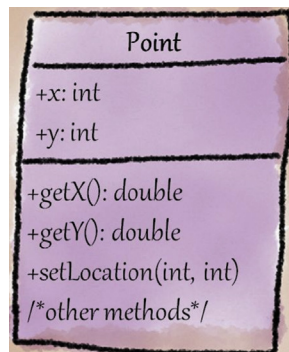 Point
+x: int
+y: int
+getX(): double
+getY(): double
+setLocation(int, int)
/*other methods*/